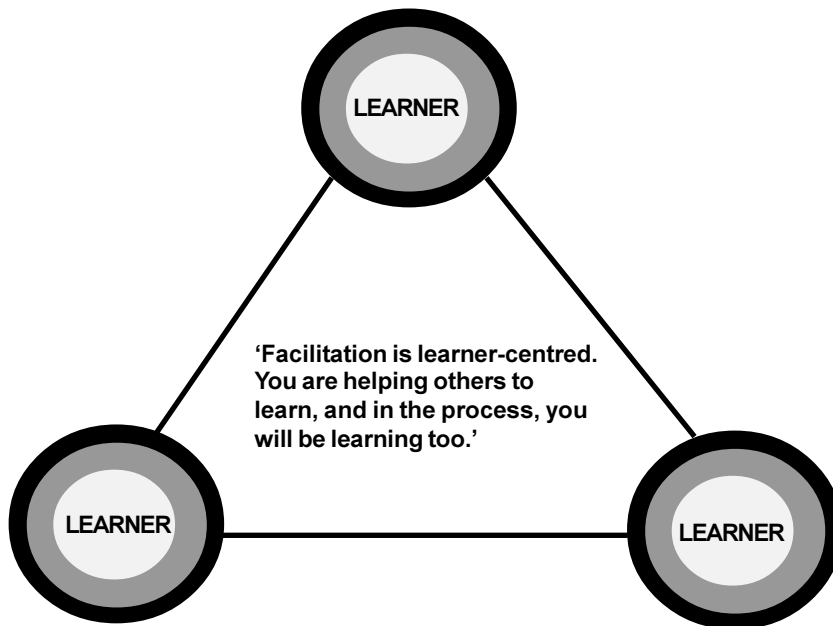 LEARNER
‘Facilitation is learner-centred.
You are helping others to
learn, and in the process, you
will be learning too.’
LEARNER
LEARNER